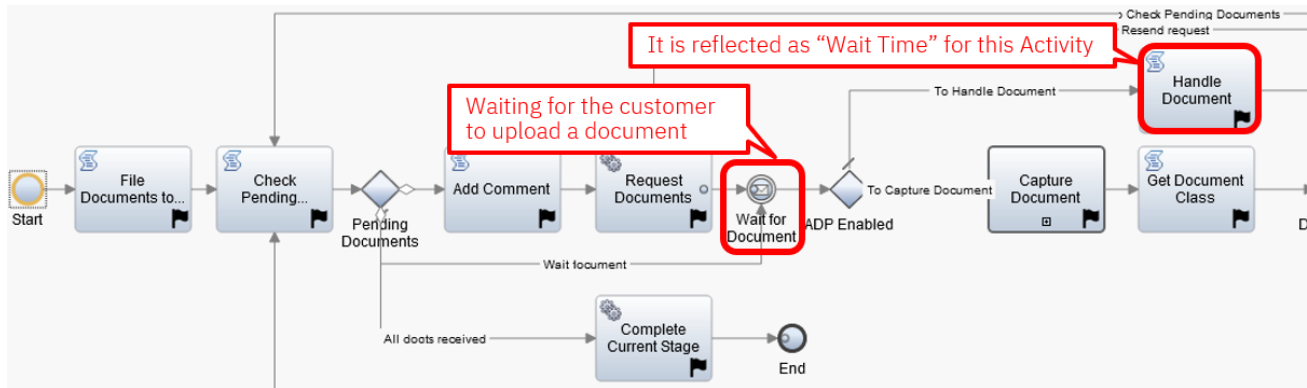 To Check Pending Documents
Resend request
It is reflected as “Wait Time” for this Activity
Handle
Document
To Handle Document
Waiting for the customer
to upload a document
File
Documents to...
Check
Pending...
Add Comment
Request
Documents
To Capture Document
Capture
Document
Get Document
Class
Start
Pending
Documents
Wait for
Document
ADP Enabled
D
Wait focument
All doots received
Complete
Current Stage
End